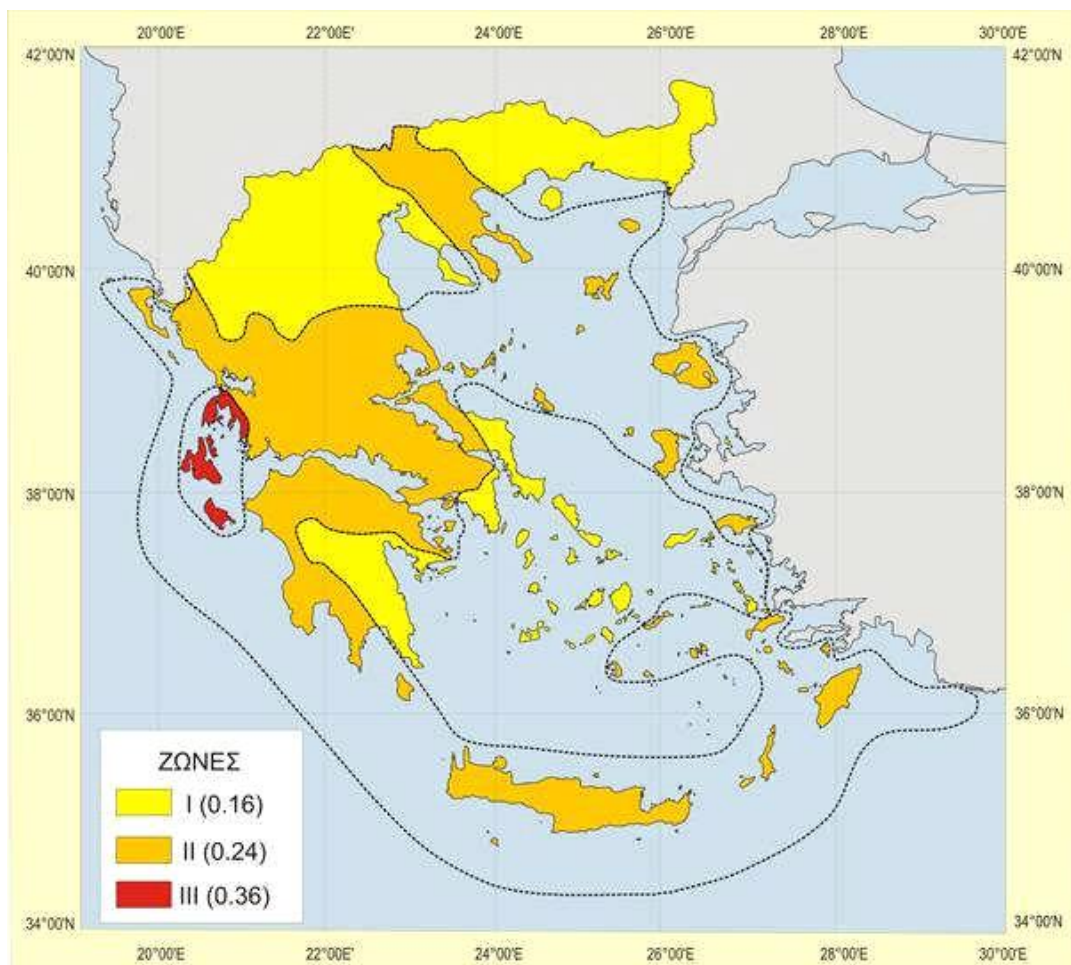 20°00'E 22°00'E 24°00'E 26°00'E 28°00'E 30°00'E
42°00'N 42°00'N
40°00'N 40°00'N
38°00'N 38°00'N
36°00'N 36°00'N
ΖΩΝΕΣ
I (0.16)
II (0.24)
III (0.36)
34°00'N 34°00'N
20°00'E' 22°00'E 24°00'E 26°00'E 28°00'E 30°00'E